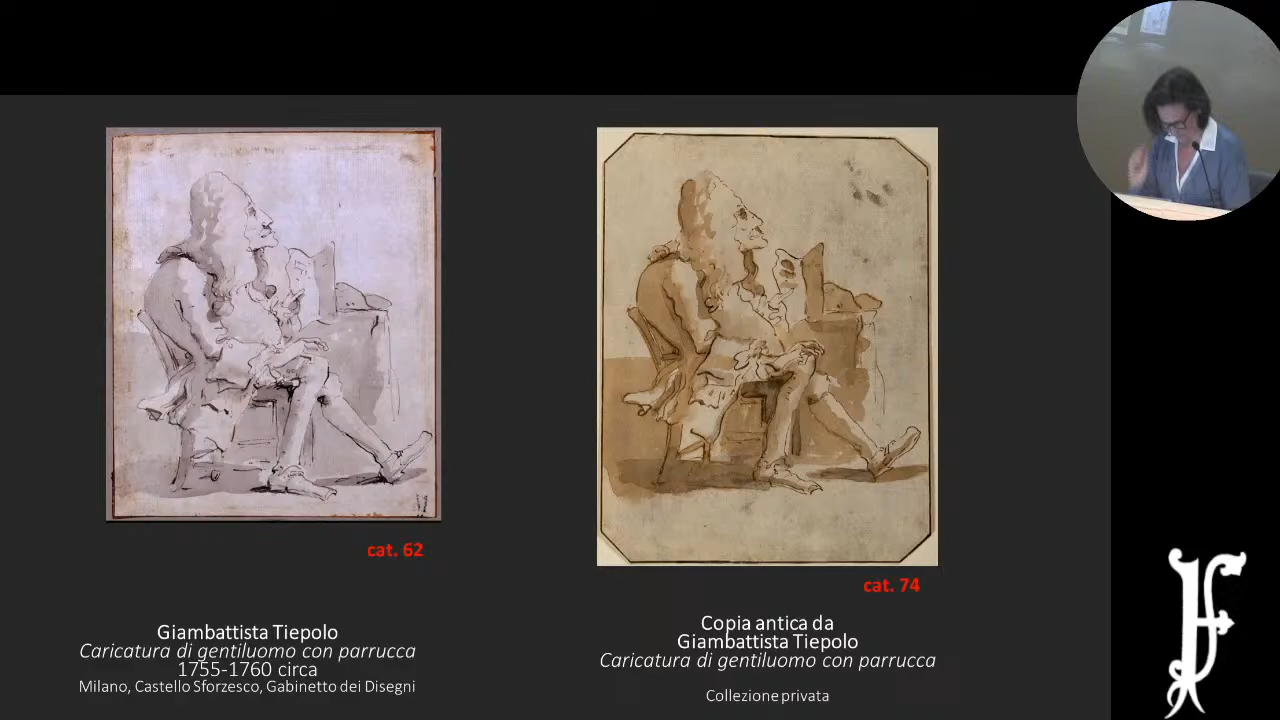 cat. 62
Giambattista Tiepolo
Caricatura di gentiluomo con parrucca
1755-1760 circa
Milano, Castello Sforzesco, Gabinetto dei Disegni
cat. 74
Copia antica da
Giambattista Tiepolo
Caricatura di gentiluomo con parrucca
Collezione privata